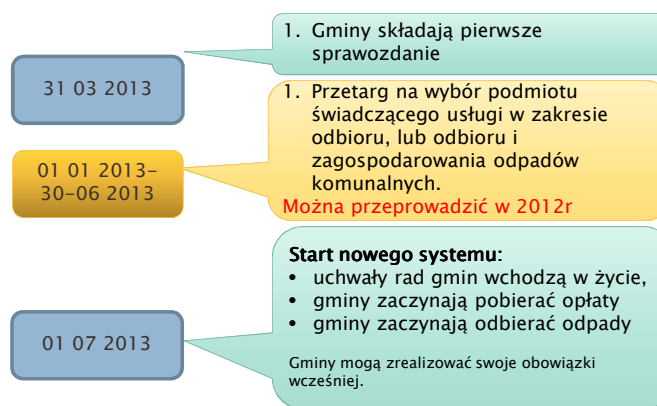 31 03 2013
1. Gminy składają pierwsze
sprawozdanie
01 01 2013-
30-06 2013
1. Przetarg na wybór podmiotu
świadczącego usługi w zakresie
odbioru, lub odbioru i
zagospodarowania odpadów
komunalnych.
Można przeprowadzić w 2012r
01 07 2013
Start nowego systemu:
• uchwały rad gmin wchodzą w życie,
• gminy zaczynają pobierać opłaty
• gminy zaczynają odbierać odpady
Gminy mogą zrealizować swoje obowiązki
wcześniej.